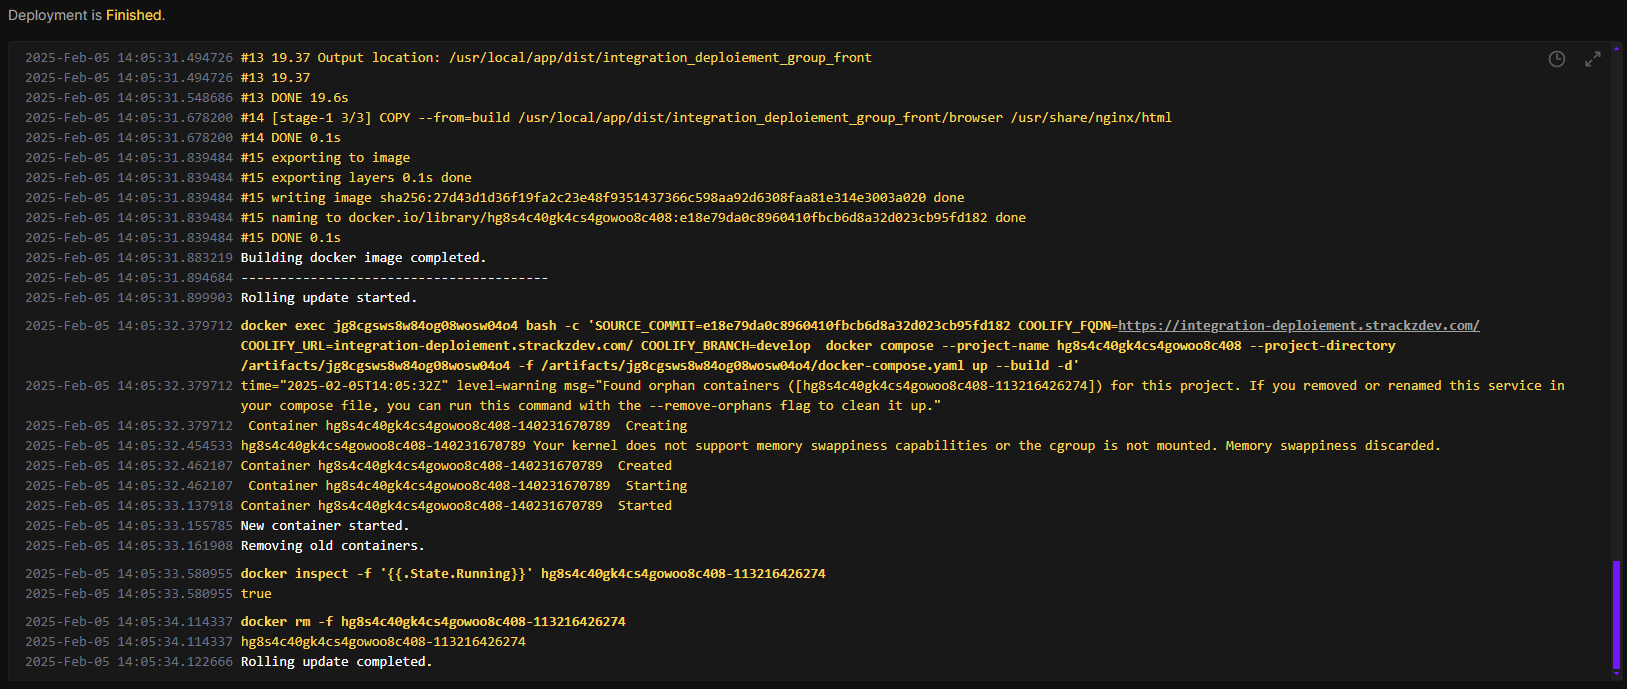 Deployment is Finished.
2025-Feb-05 14:05:31.494726 #13 19.37 Output location: /usr/local/app/dist/integration_deploiement_group_front
2025-Feb-05 14:05:31.494726 #13 19.37
2025-Feb-05 14:05:31.548686 #13 DONE 19.6s
2025-Feb-05 14:05:31.678200 #14 [stage-1 3/3] COPY --from=build /usr/local/app/dist/integration_deploiement_group_front/browser /usr/share/nginx/html
2025-Feb-05 14:05:31.678200 #14 DONE 0.1s
2025-Feb-05 14:05:31.839484 #15 exporting to image
2025-Feb-05 14:05:31.839484 #15 exporting layers 0.1s done
2025-Feb-05 14:05:31.839484 #15 writing image sha256:27d43d1d36f19fa2c23e48f9351437366c598aa92d6308faa81e314e3003a020 done
2025-Feb-05 14:05:31.839484 #15 naming to docker.io/library/hg8s4c40gk4cs4gowoo8c408:e18e79da0c8960410fbcb6d8a32d023cb95fd182 done
2025-Feb-05 14:05:31.839484 #15 DONE 0.1s
2025-Feb-05 14:05:31.883219 Building docker image completed.
2025-Feb-05 14:05:31.894684 ----------------------------------------
2025-Feb-05 14:05:31.899903 Rolling update started.
2025-Feb-05 14:05:32.379712 docker exec jg8cgsws8w84og08wosw04o4 bash -c 'SOURCE_COMMIT=e18e79da0c8960410fbcb6d8a32d023cb95fd182 COOLIFY_FQDN=https://integration-deploiement.strackzdev.com/
COOLIFY_URL=integration-deploiement.strackzdev.com/ COOLIFY_BRANCH=develop  docker compose --project-name hg8s4c40gk4cs4gowoo8c408 --project-directory
/artifacts/jg8cgsws8w84og08wosw04o4 -f /artifacts/jg8cgsws8w84og08wosw04o4/docker-compose.yaml up --build -d'
2025-Feb-05 14:05:32.379712 time="2025-02-05T14:05:32Z" level=warning msg="Found orphan containers ([hg8s4c40gk4cs4gowoo8c408-113216426274]) for this project. If you removed or renamed this service in
your compose file, you can run this command with the --remove-orphans flag to clean it up."
2025-Feb-05 14:05:32.379712  Container hg8s4c40gk4cs4gowoo8c408-140231670789  Creating
2025-Feb-05 14:05:32.454533 hg8s4c40gk4cs4gowoo8c408-140231670789 Your kernel does not support memory swappiness capabilities or the cgroup is not mounted. Memory swappiness discarded.
2025-Feb-05 14:05:32.462107 Container hg8s4c40gk4cs4gowoo8c408-140231670789  Created
2025-Feb-05 14:05:32.462107  Container hg8s4c40gk4cs4gowoo8c408-140231670789  Starting
2025-Feb-05 14:05:33.137918 Container hg8s4c40gk4cs4gowoo8c408-140231670789  Started
2025-Feb-05 14:05:33.155785 New container started.
2025-Feb-05 14:05:33.161908 Removing old containers.
2025-Feb-05 14:05:33.580955 docker inspect -f '{{.State.Running}}' hg8s4c40gk4cs4gowoo8c408-113216426274
2025-Feb-05 14:05:33.580955 true
2025-Feb-05 14:05:34.114337 docker rm -f hg8s4c40gk4cs4gowoo8c408-113216426274
2025-Feb-05 14:05:34.114337 hg8s4c40gk4cs4gowoo8c408-113216426274
2025-Feb-05 14:05:34.122666 Rolling update completed.